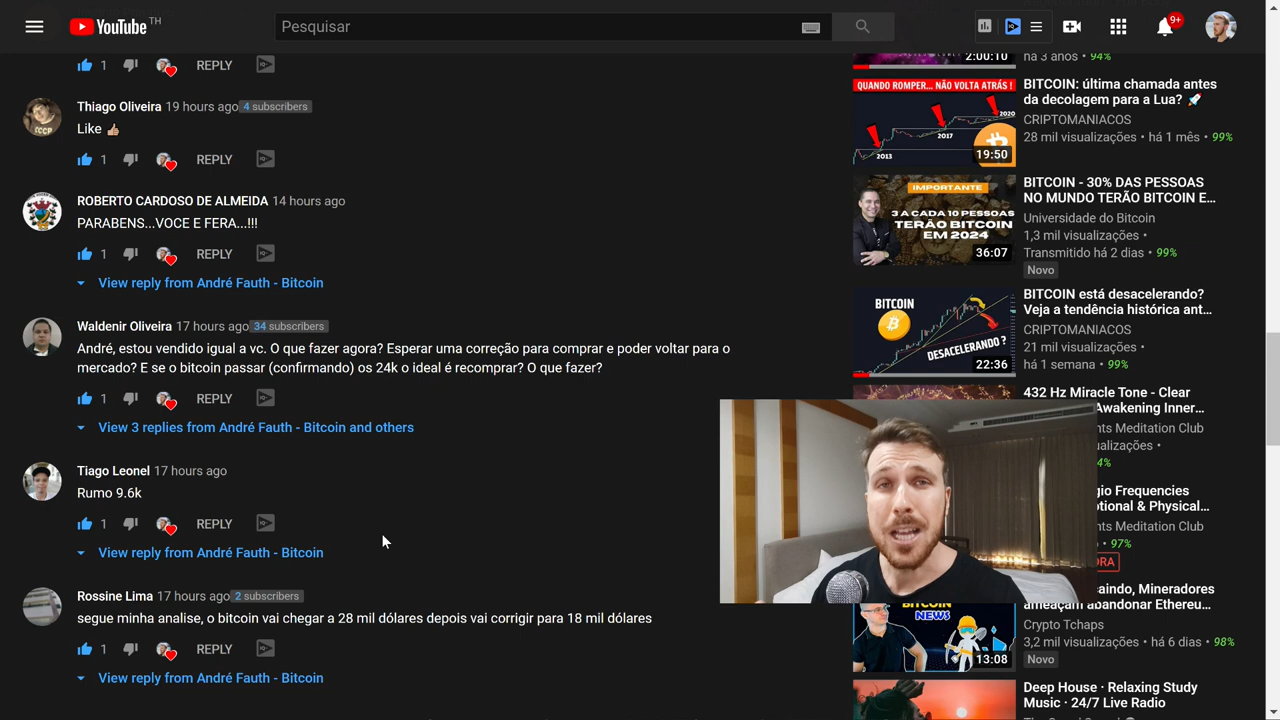 YouTube TH
Pesquisar
9+
1 REPLY
Thiago Oliveira 19 hours ago 4 subscribers
Like 👍🏼
1 REPLY
ROBERTO CARDOSO DE ALMEIDA 14 hours ago
PARABENS...VOCE E FERA...!!!
1 REPLY
View reply from André Fauth - Bitcoin
Waldenir Oliveira 17 hours ago 34 subscribers
André, estou vendido igual a vc. O que fazer agora? Esperar uma correção para comprar e poder voltar para o
mercado? E se o bitcoin passar (confirmando) os 24k o ideal é recomprar? O que fazer?
1 REPLY
View 3 replies from André Fauth - Bitcoin and others
Tiago Leonel 17 hours ago
Rumo 9.6k
1 REPLY
View reply from André Fauth - Bitcoin
Rossine Lima 17 hours ago 2 subscribers
segue minha analise, o bitcoin vai chegar a 28 mil dólares depois vai corrigir para 18 mil dólares
1 REPLY
View reply from André Fauth - Bitcoin
2:00:10
há 3 anos • 94%
QUANDO ROMPER... NÃO VOLTA ATRÁS !
2013
2017
2020
19:50
BITCOIN: última chamada antes
da decolagem para a Lua? 🚀
CRIPTOMANIACOS
28 mil visualizações • há 1 mês • 99%
IMPORTANTE
3 A CADA 10 PESSOAS
TERÃO BITCOIN
EM 2024
36:07
BITCOIN - 30% DAS PESSOAS
NO MUNDO TERÃO BITCOIN E...
Universidade do Bitcoin
1,3 mil visualizações •
Transmitido há 2 dias • 99%
Novo
BITCOIN
DESACELERANDO ?
22:36
BITCOIN está desacelerando?
Veja a tendência histórica ant...
CRIPTOMANIACOS
21 mil visualizações •
há 1 semana • 99%
432 Hz Miracle Tone - Clear
Awakening Inner...
Meditation Club
4%
Frequencies
Physical...
Meditation Club
• 97%
BITCOIN
NEWS
13:08
Mineradores
ameaçam abandonar Ethereu...
Crypto Tchaps
3,2 mil visualizações • há 6 dias • 98%
Novo
Deep House · Relaxing Study
Music · 24/7 Live Radio